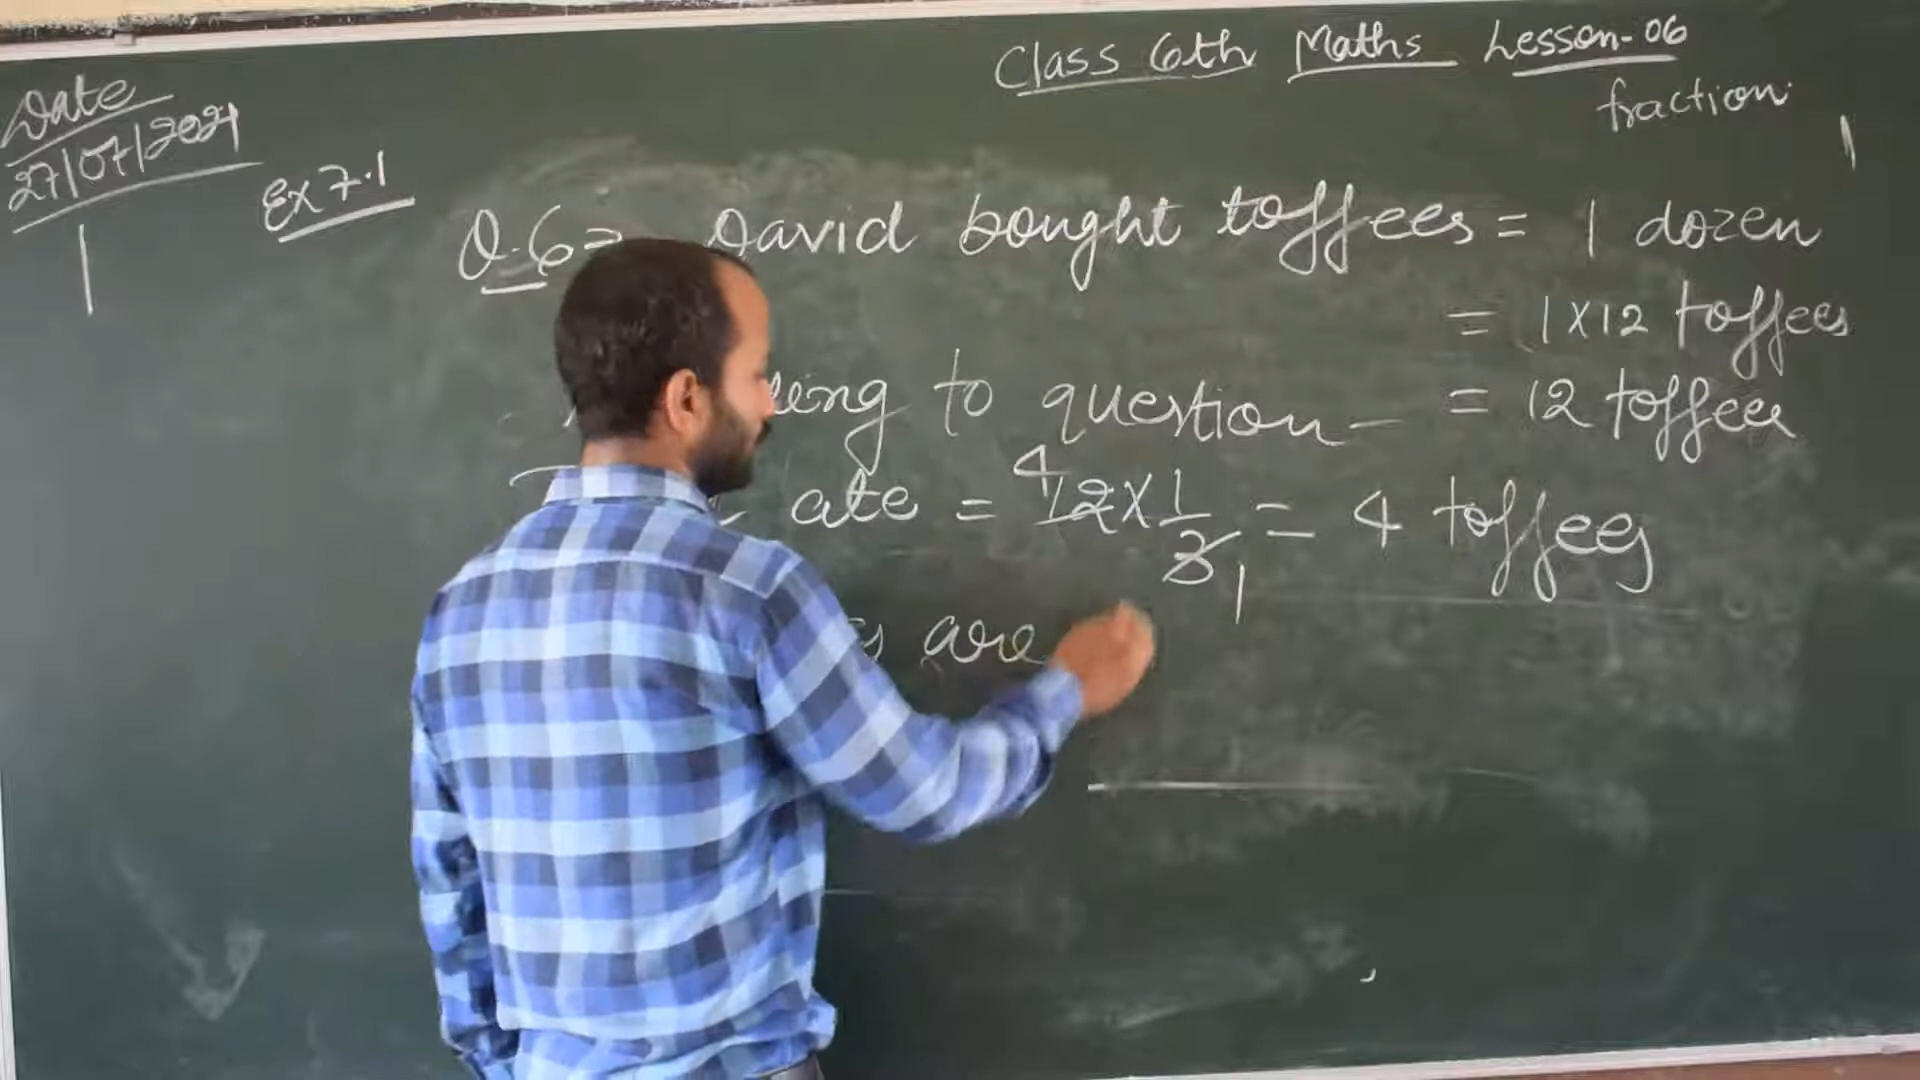 Class 6th Maths Lesson-06
fraction
Date
27/07/2021
Ex 7.1
Q.6= David bought toffees = 1 dozen
= 1x12 toffees
to question = 12 toffees
ate = 4 12 x 1/3 1 = 4 toffees
are